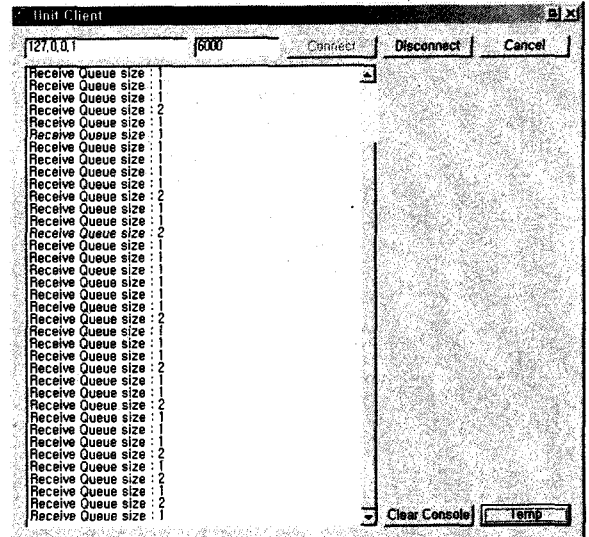 Unit Client
127,0,0,1 6000 Connect Disconnect Cancel
Receive Queue size : 1
Receive Queue size : 1
Receive Queue size : 1
Receive Queue size : 2
Receive Queue size : 1
Receive Queue size : 1
Receive Queue size : 1
Receive Queue size : 1
Receive Queue size : 1
Receive Queue size : 1
Receive Queue size : 2
Receive Queue size : 1
Receive Queue size : 1
Receive Queue size : 2
Receive Queue size : 1
Receive Queue size : 1
Receive Queue size : 1
Receive Queue size : 1
Receive Queue size : 1
Receive Queue size : 1
Receive Queue size : 2
Receive Queue size : 1
Receive Queue size : 1
Receive Queue size : 1
Receive Queue size : 2
Receive Queue size : 1
Receive Queue size : 1
Receive Queue size : 2
Receive Queue size : 1
Receive Queue size : 1
Receive Queue size : 1
Receive Queue size : 2
Receive Queue size : 1
Receive Queue size : 2
Receive Queue size : 1
Receive Queue size : 2
Receive Queue size : 1
Clear Console Temp